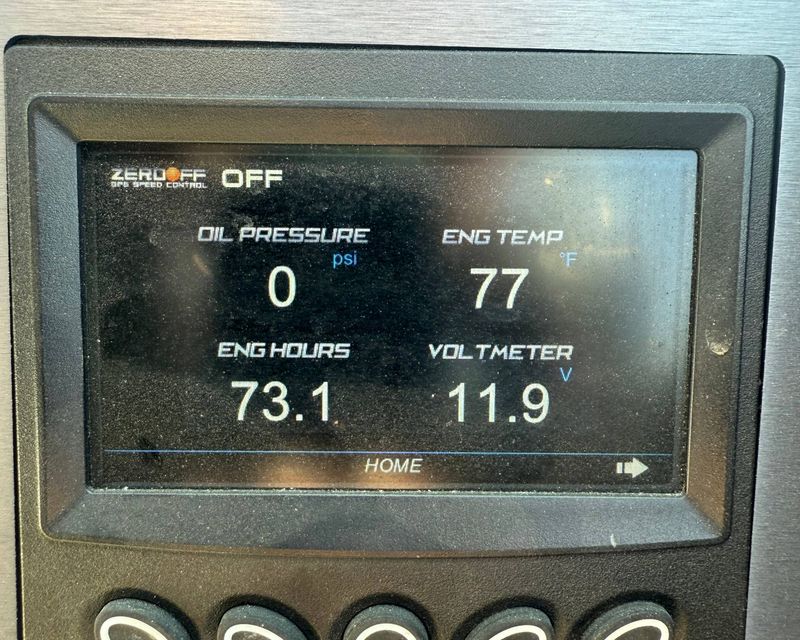 ZEROOFF OFF
GPS SPEED CONTROL
OIL PRESSURE ENG TEMP
psi °F
0 77
ENG HOURS VOLTMETER
V
73.1 11.9
HOME